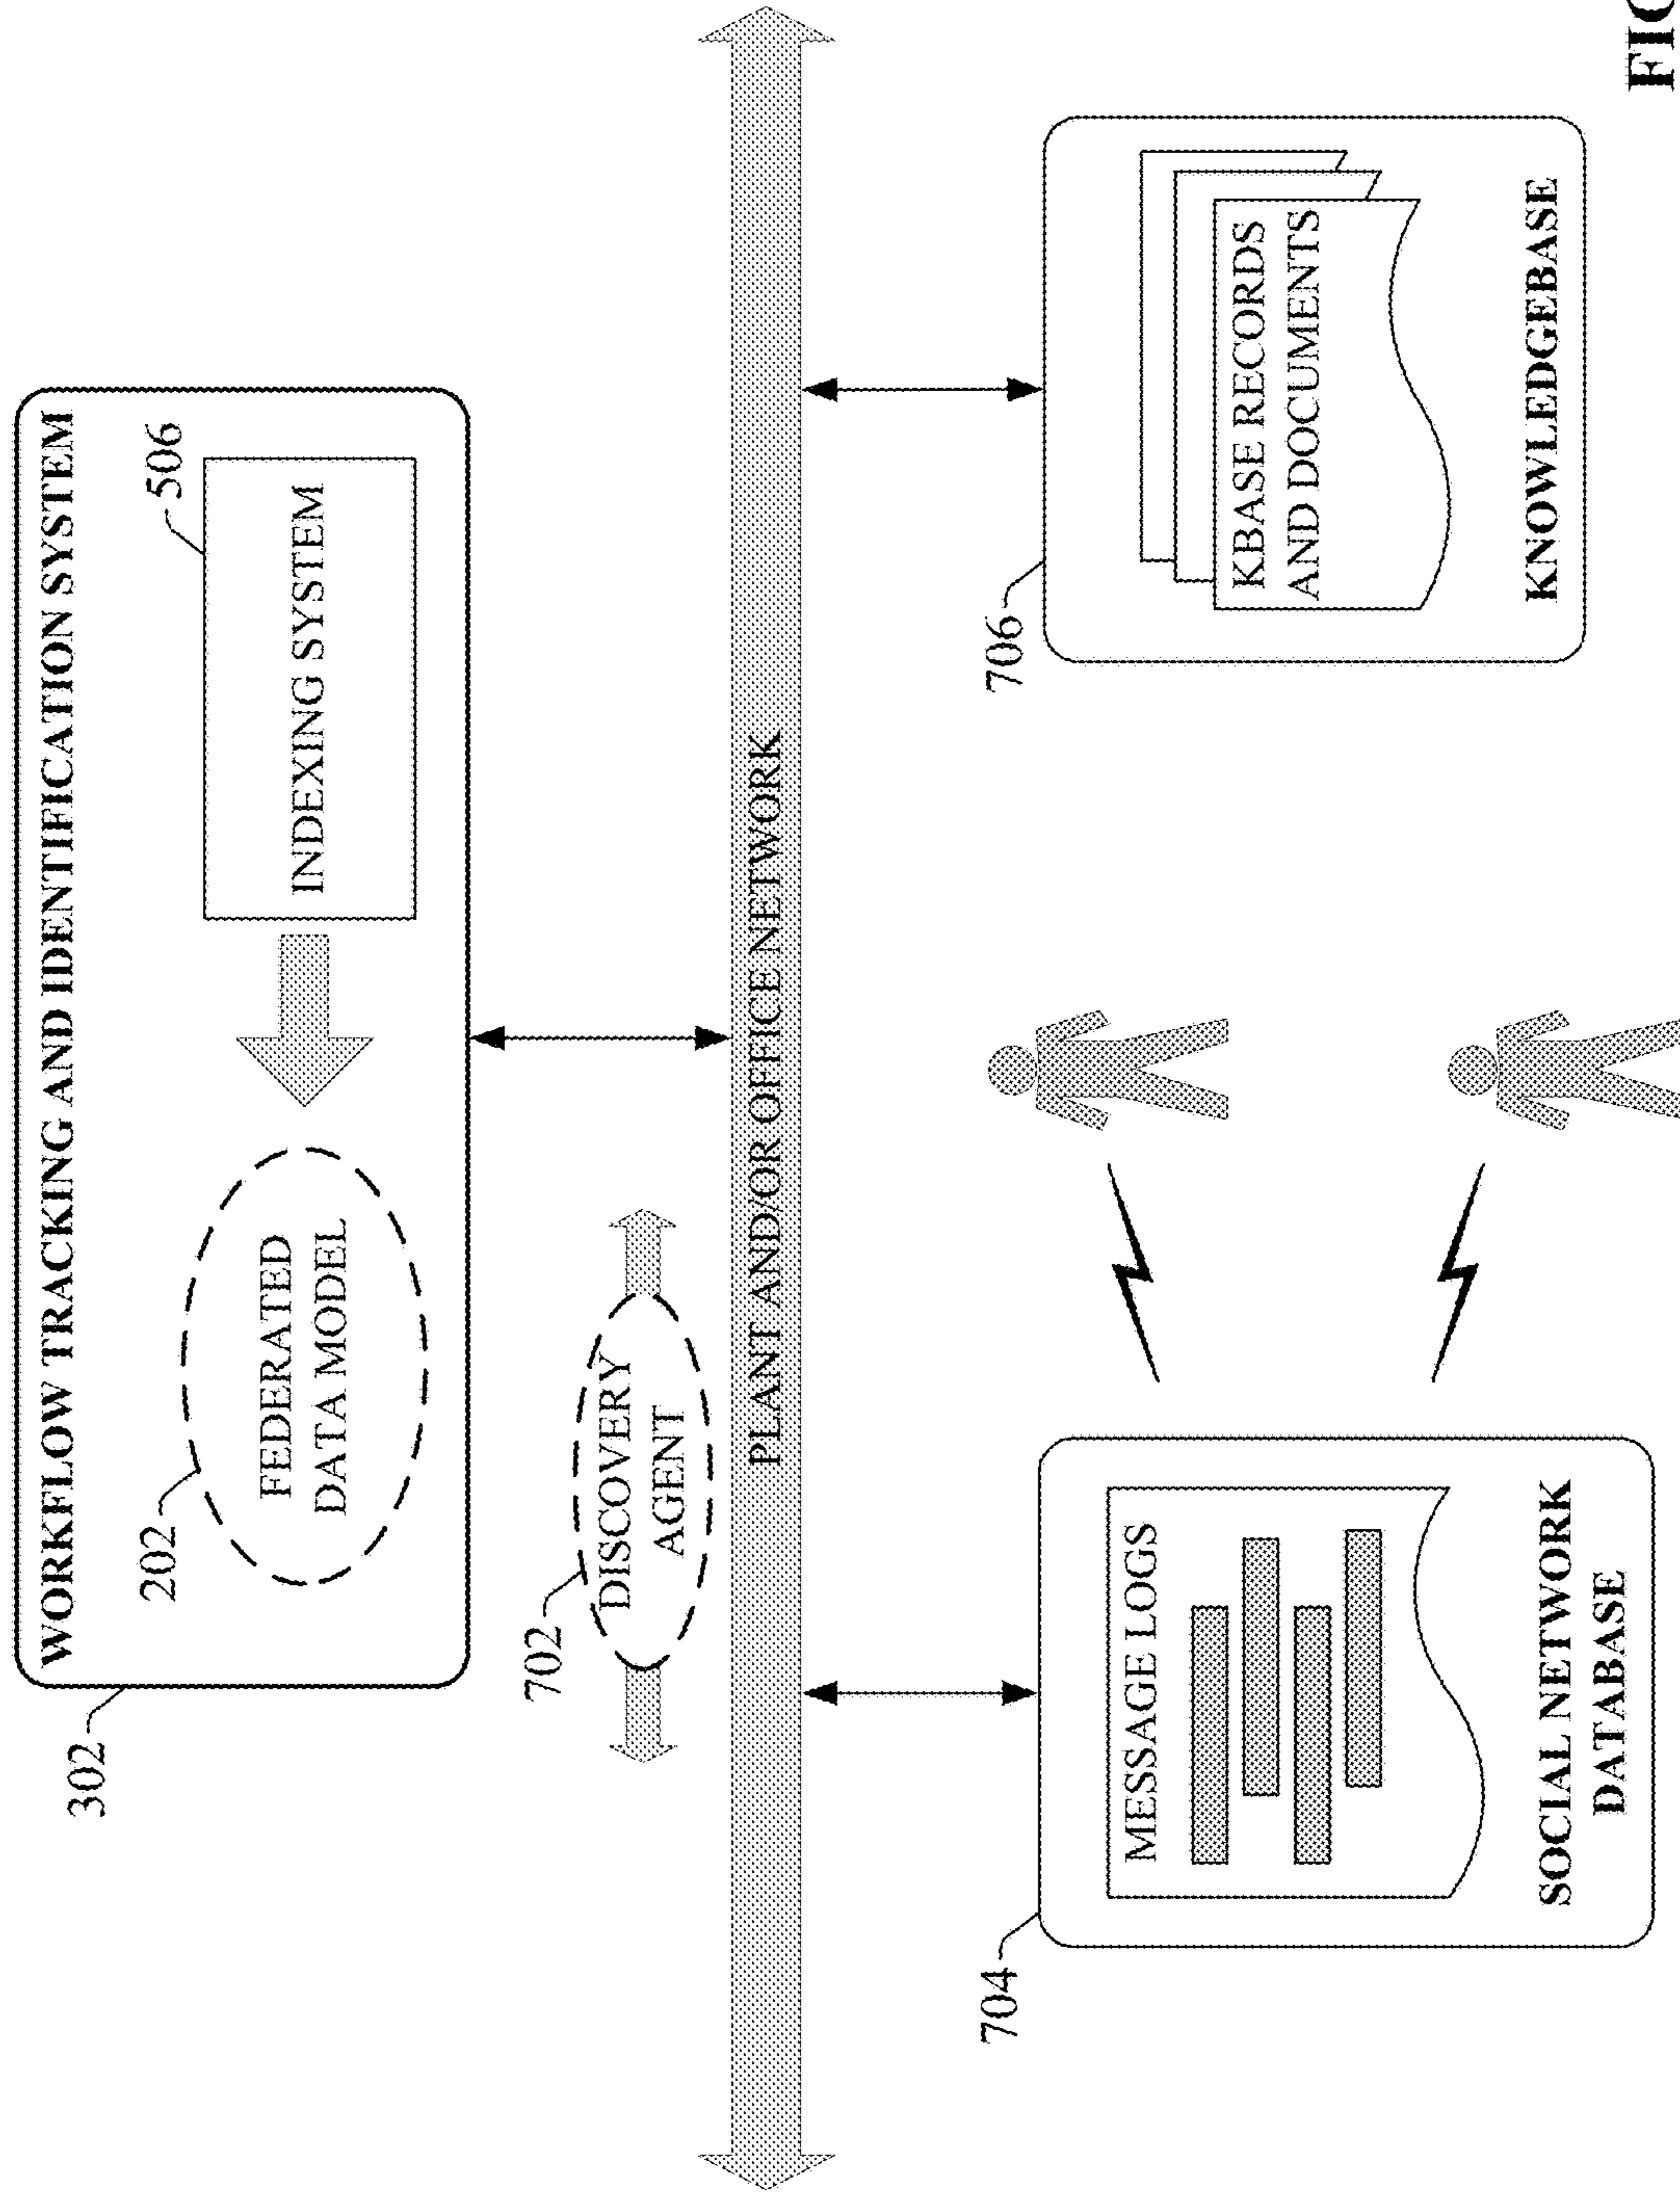 302
WORKFLOW TRACKING AND IDENTIFICATION SYSTEM
202
FEDERATED
DATA MODEL
506
INDEXING SYSTEM
702
DISCOVERY
AGENT
PLANT AND/OR OFFICE NETWORK
704
MESSAGE LOGS
SOCIAL NETWORK
DATABASE
706
KBASE RECORDS
AND DOCUMENTS
KNOWLEDGEBASE